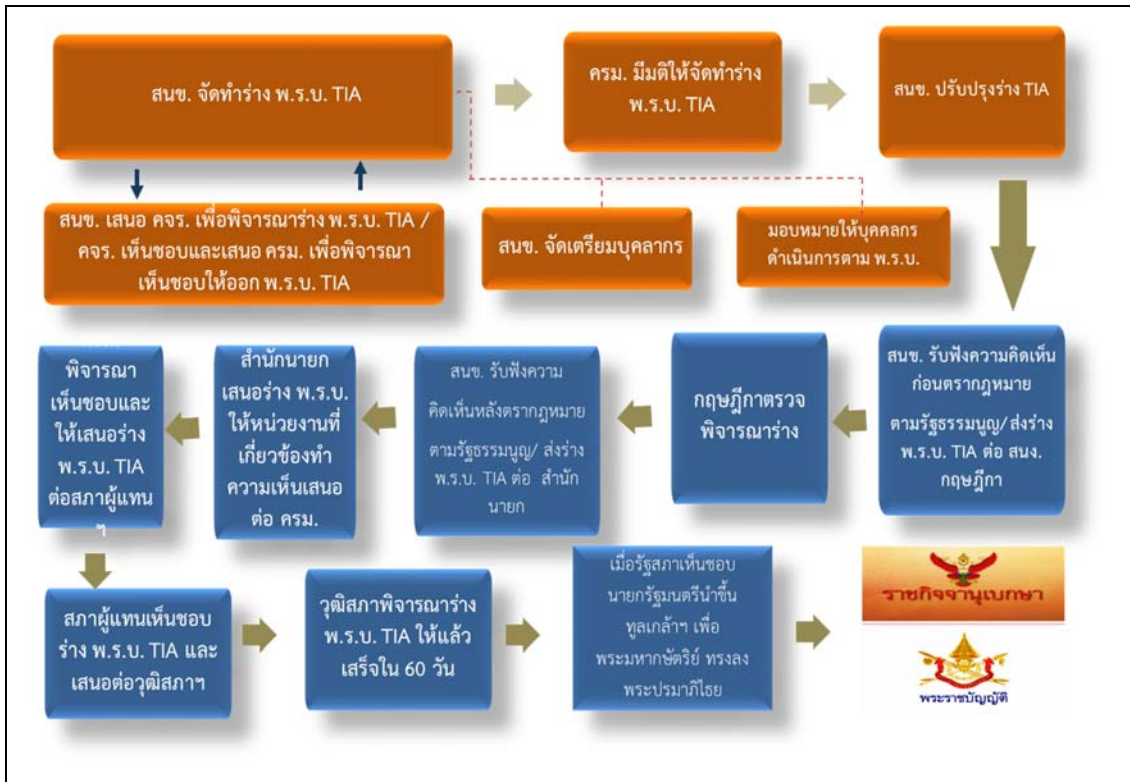 สนข. จัดทำร่าง พ.ร.บ. TIA
ครม. มีมติให้จัดทำร่าง
พ.ร.บ. TIA
สนข. ปรับปรุงร่าง TIA
สนข. เสนอ คจร. เพื่อพิจารณาร่าง พ.ร.บ. TIA /
คจร. เห็นชอบและเสนอ ครม. เพื่อพิจารณา
เห็นชอบให้ออก พ.ร.บ. TIA
สนข. จัดเตรียมบุคลากร
มอบหมายให้บุคคลกร
ดำเนินการตาม พ.ร.บ.
สนข. รับฟังความคิดเห็น
ก่อนตรากฎหมาย
ตามรัฐธรรมนูญ/ส่งร่าง
พ.ร.บ. TIA ต่อ สนง.
กฤษฎีกา
กฤษฎีกาตรวจ
พิจารณาร่าง
สนข. รับฟังความ
คิดเห็นหลังตรากฎหมาย
ตามรัฐธรรมนูญ/ ส่งร่าง
พ.ร.บ. TIA ต่อ สำนัก
นายก
สำนักนายก
เสนอร่าง พ.ร.บ.
ให้หน่วยงานที่
เกี่ยวข้องทำ
ความเห็นเสนอ
ต่อ ครม.
พิจารณา
เห็นชอบและ
ให้เสนอร่าง
พ.ร.บ. TIA
ต่อสภาผู้แทน
ฯ
สภาผู้แทนเห็นชอบ
ร่าง พ.ร.บ. TIA และ
เสนอต่อวุฒิสภาฯ
วุฒิสภาพิจารณาร่าง
พ.ร.บ. TIA ให้แล้ว
เสร็จใน 60 วัน
เมื่อรัฐสภาเห็นชอบ
นายกรัฐมนตรีนำขึ้น
ทูลเกล้าฯ เพื่อ
พระมหากษัตริย์ ทรงลง
พระปรมาภิไธย
ราชกิจจานุเบกษา
พระราชบัญญัติ